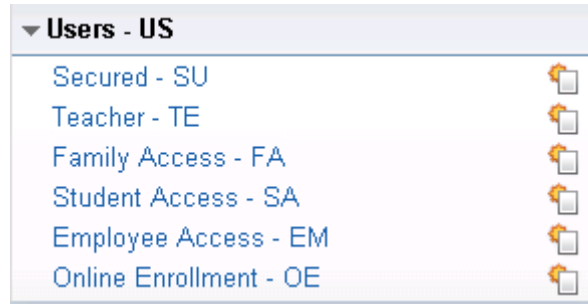 Users - US
Secured - SU
Teacher - TE
Family Access - FA
Student Access - SA
Employee Access - EM
Online Enrollment - OE